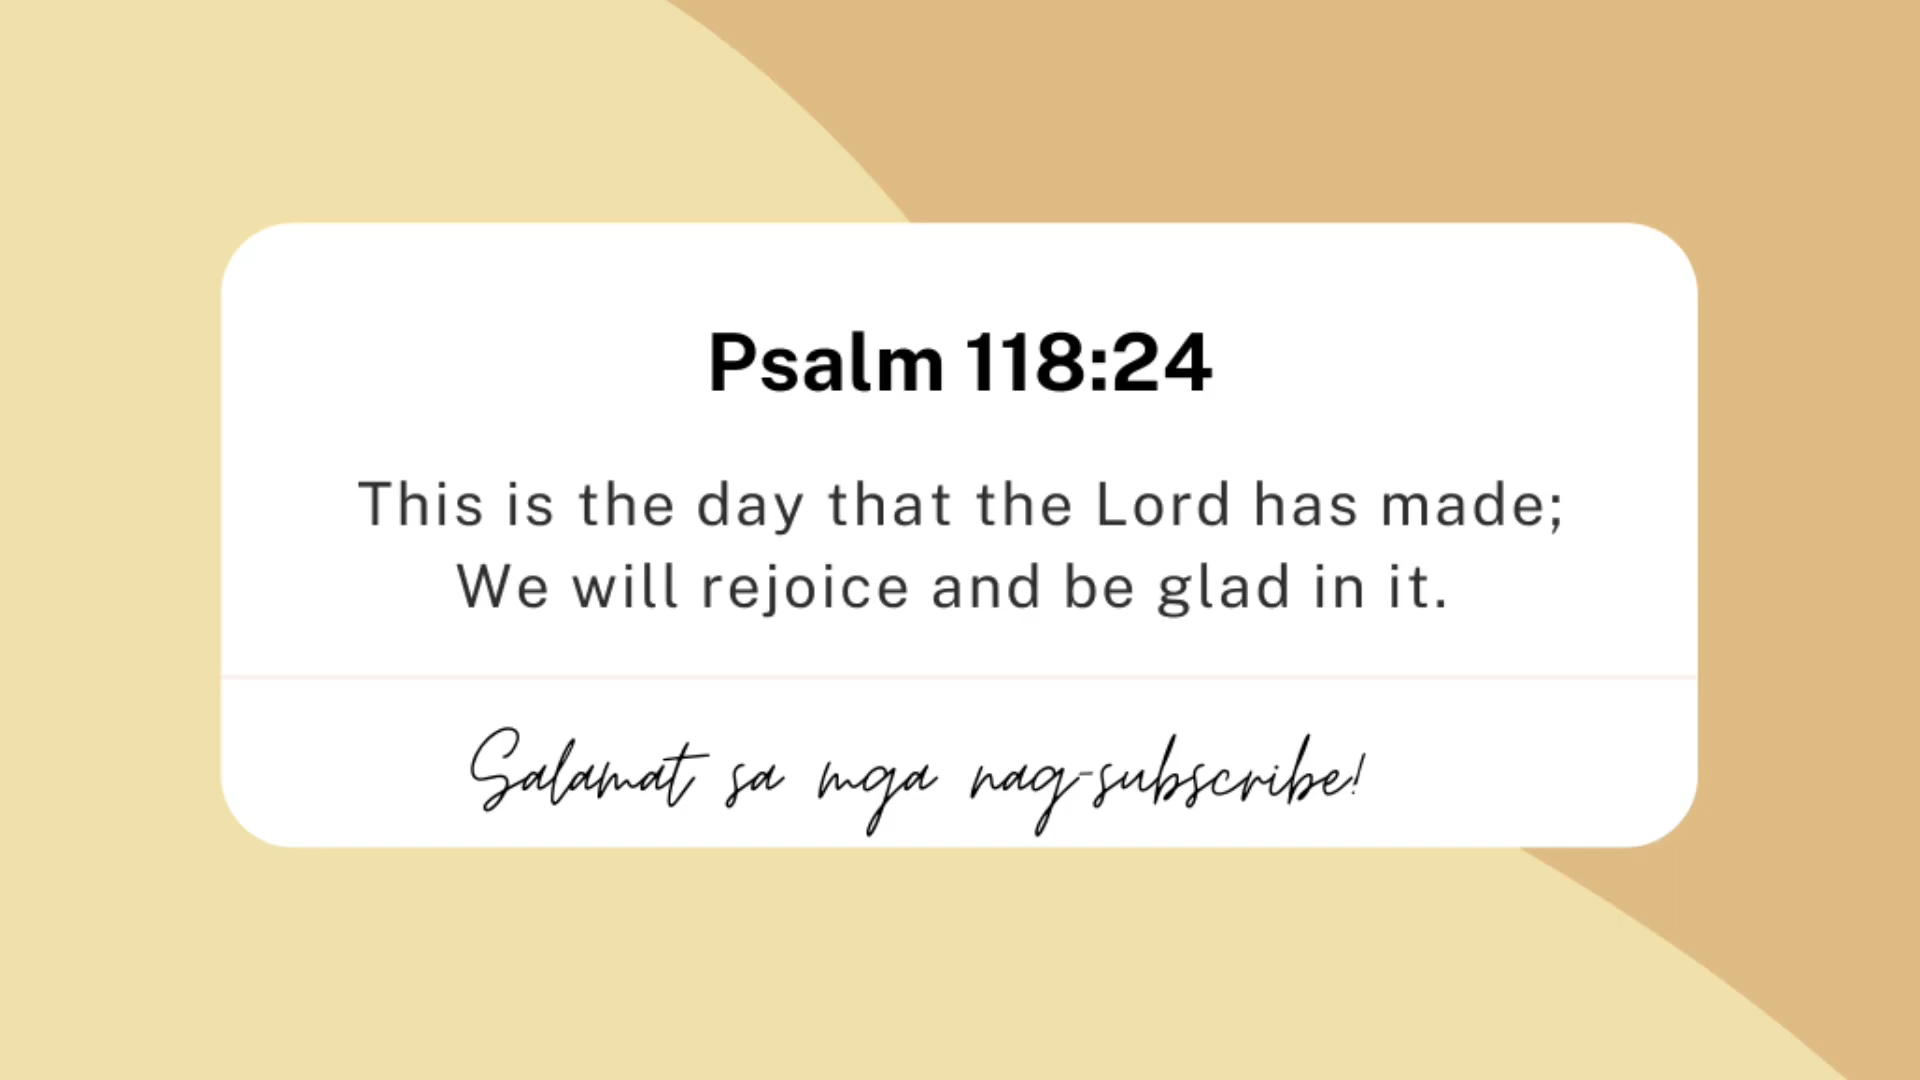 Psalm 118:24
This is the day that the Lord has made;
We will rejoice and be glad in it.
Salamat sa mga nag-subscribe!